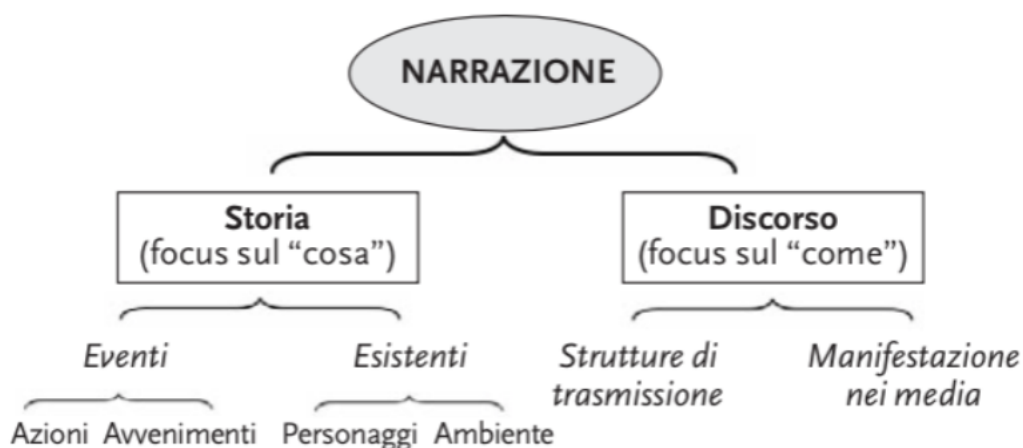 NARRAZIONE
Storia
(focus sul “cosa”)
Discorso
(focus sul “come”)
Eventi
Esistenti
Strutture di
trasmissione
Manifestazione
nei media
Azioni Avvenimenti
Personaggi Ambiente